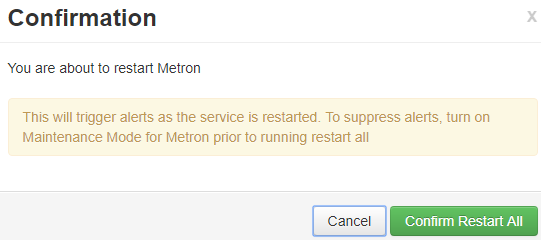 Confirmation
x
You are about to restart Metron
This will trigger alerts as the service is restarted. To suppress alerts, turn on
Maintenance Mode for Metron prior to running restart all
Cancel
Confirm Restart All